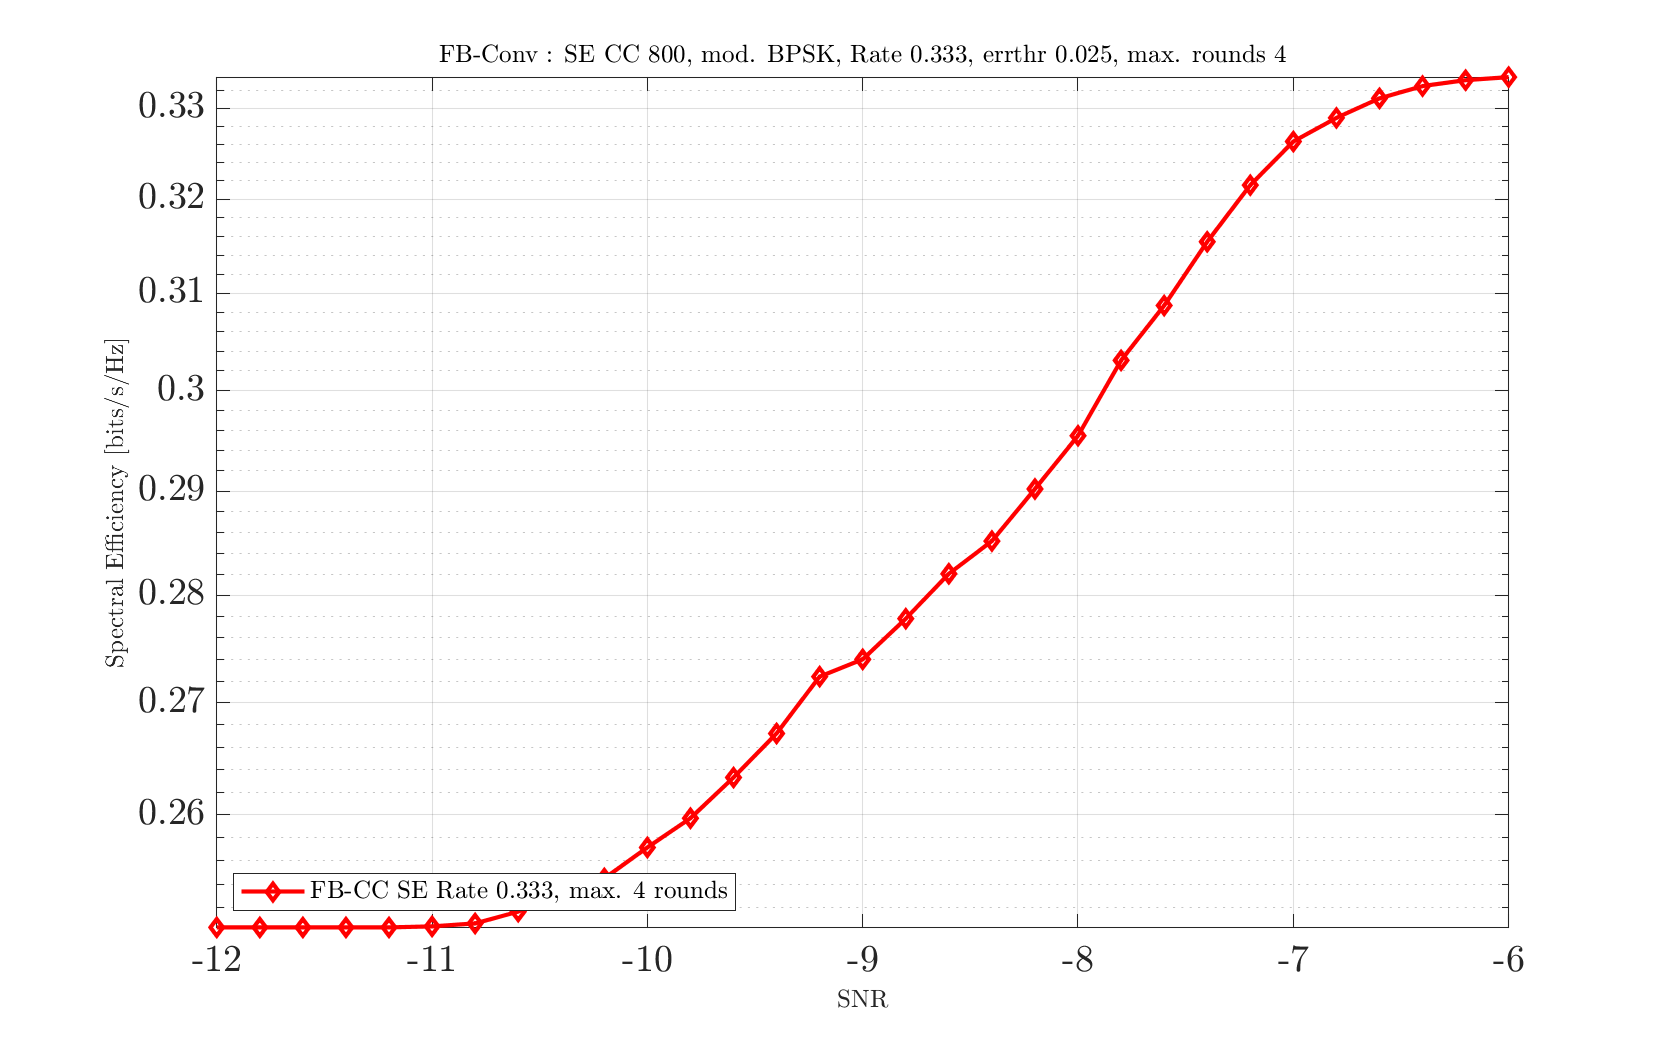 FB-Conv : SE CC 800, mod. BPSK, Rate 0.333, errthr 0.025, max. rounds 4
0.33
0.32
0.31
0.3
0.29
0.28
0.27
0.26
Spectral Efficiency [bits/s/Hz]
FB-CC SE Rate 0.333, max. 4 rounds
-12 -11 -10 -9 -8 -7 -6
SNR